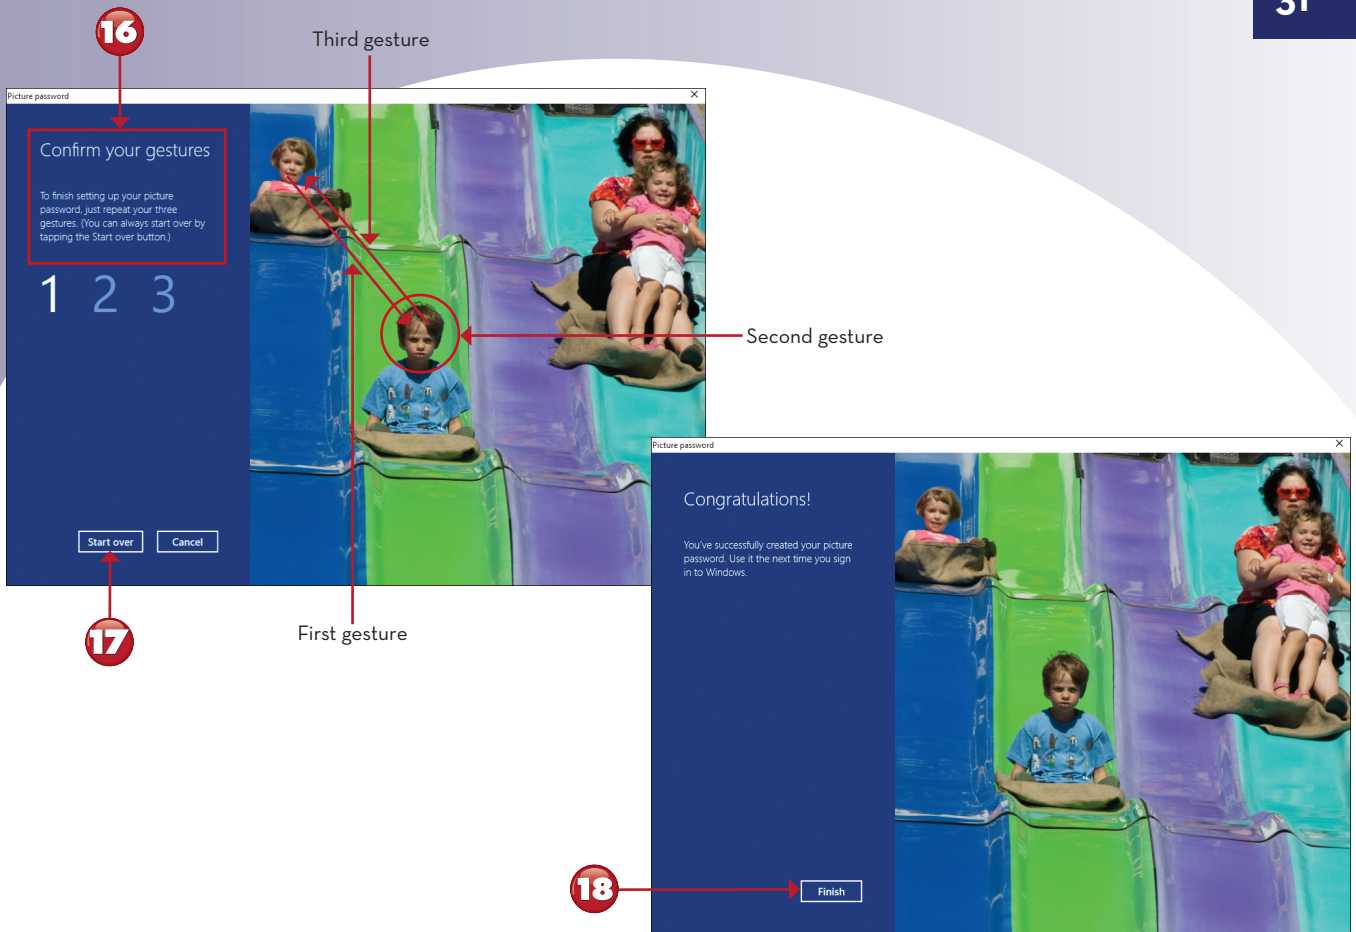 31
16
Third gesture
Picture password
Confirm your gestures
To finish setting up your picture
password, just repeat your three
gestures. (You can always start over by
tapping the Start over button.)
1 2 3
Second gesture
Start over Cancel
17
First gesture
Picture password
Congratulations!
You've successfully created your picture
password. Use it the next time you sign
in to Windows.
18
Finish